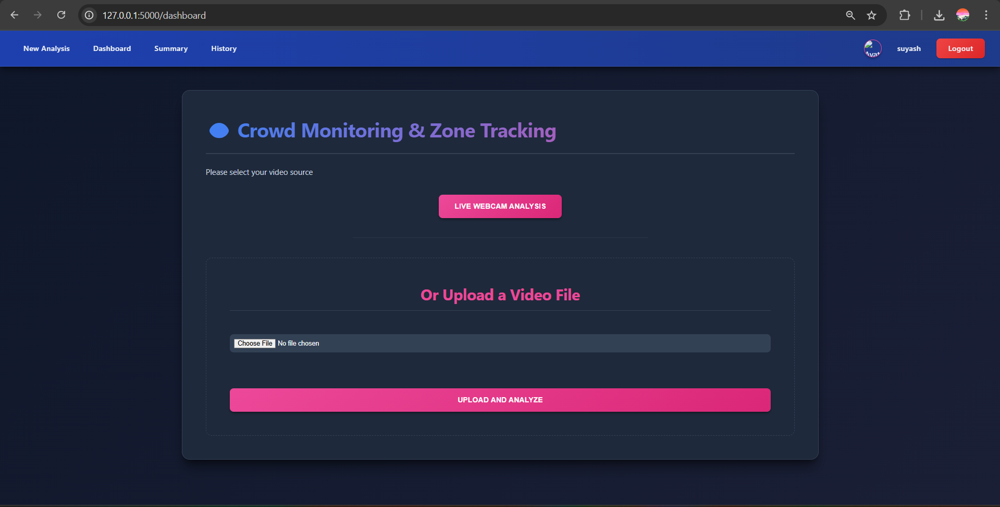 127.0.0.1:5000/dashboard
New Analysis Dashboard Summary History suyash Logout
Crowd Monitoring & Zone Tracking
Please select your video source
LIVE WEBCAM ANALYSIS
Or Upload a Video File
Choose File No file chosen
UPLOAD AND ANALYZE